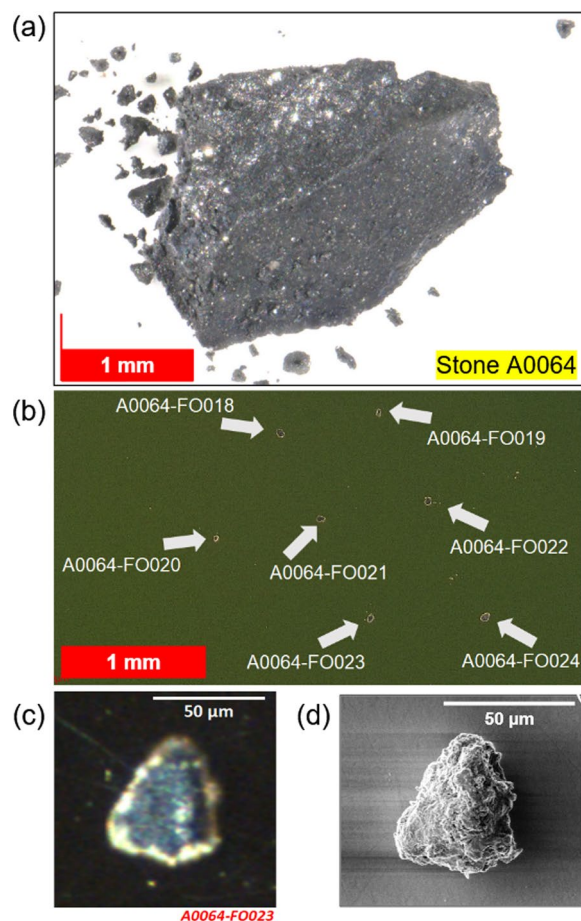 (a)
1 mm
Stone A0064
(b)
A0064-FO018
A0064-FO019
A0064-FO020
A0064-FO021
A0064-FO022
A0064-FO023
A0064-FO024
1 mm
(c)
50 µm
A0064-FO023
(d)
50 µm